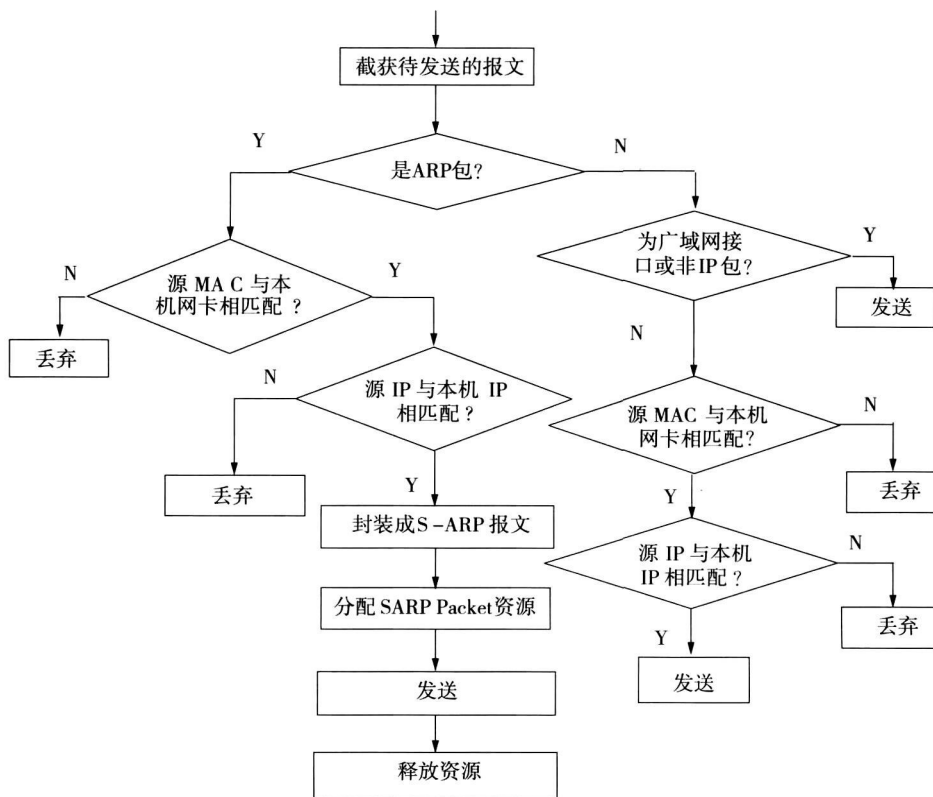 截获待发送的报文
Y
N
是ARP包?
为广域网接
口或非IP包?
Y
N
源 MA C 与本
机网卡相匹配 ?
Y
发送
丢弃
N
N
源 IP 与本机 IP
相匹配 ?
源 MAC 与本机
网卡相匹配?
N
丢弃
Y
丢弃
Y
封装成S-ARP 报文
源 IP 与本机
IP 相匹配 ?
N
分配 SARP Packet资源
丢弃
Y
发送
发送
释放资源